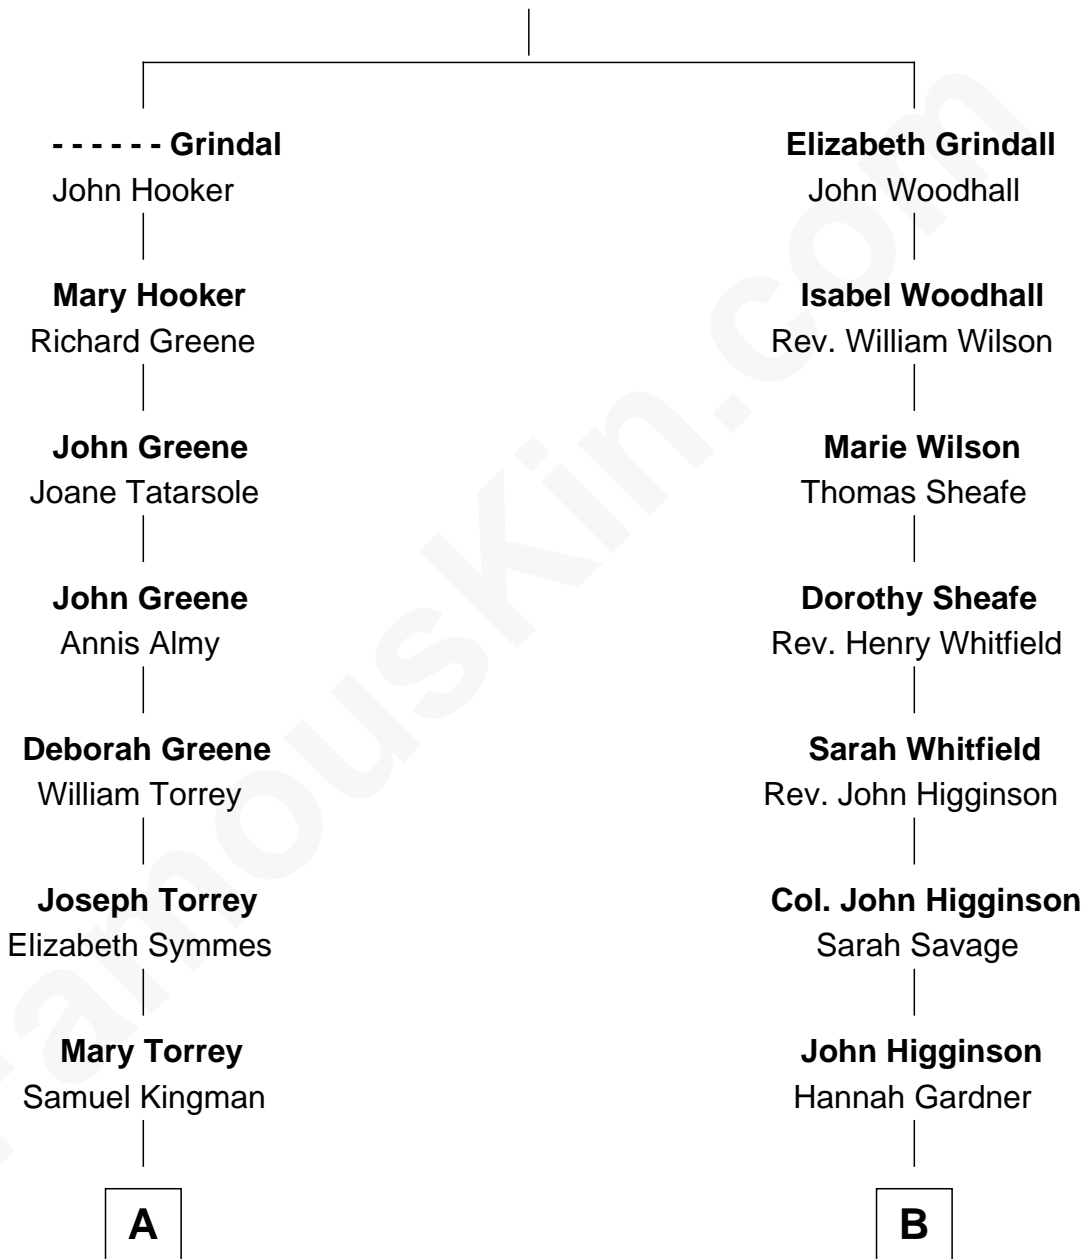 - - - - - - Grindal
John Hooker
Mary Hooker
Richard Greene
John Greene
Joane Tatarsole
John Greene
Annis Almy
Deborah Greene
William Torrey
Joseph Torrey
Elizabeth Symmes
Mary Torrey
Samuel Kingman
A
Elizabeth Grindall
John Woodhall
Isabel Woodhall
Rev. William Wilson
Marie Wilson
Thomas Sheafe
Dorothy Sheafe
Rev. Henry Whitfield
Sarah Whitfield
Rev. John Higginson
Col. John Higginson
Sarah Savage
John Higginson
Hannah Gardner
B
FamousKin.com